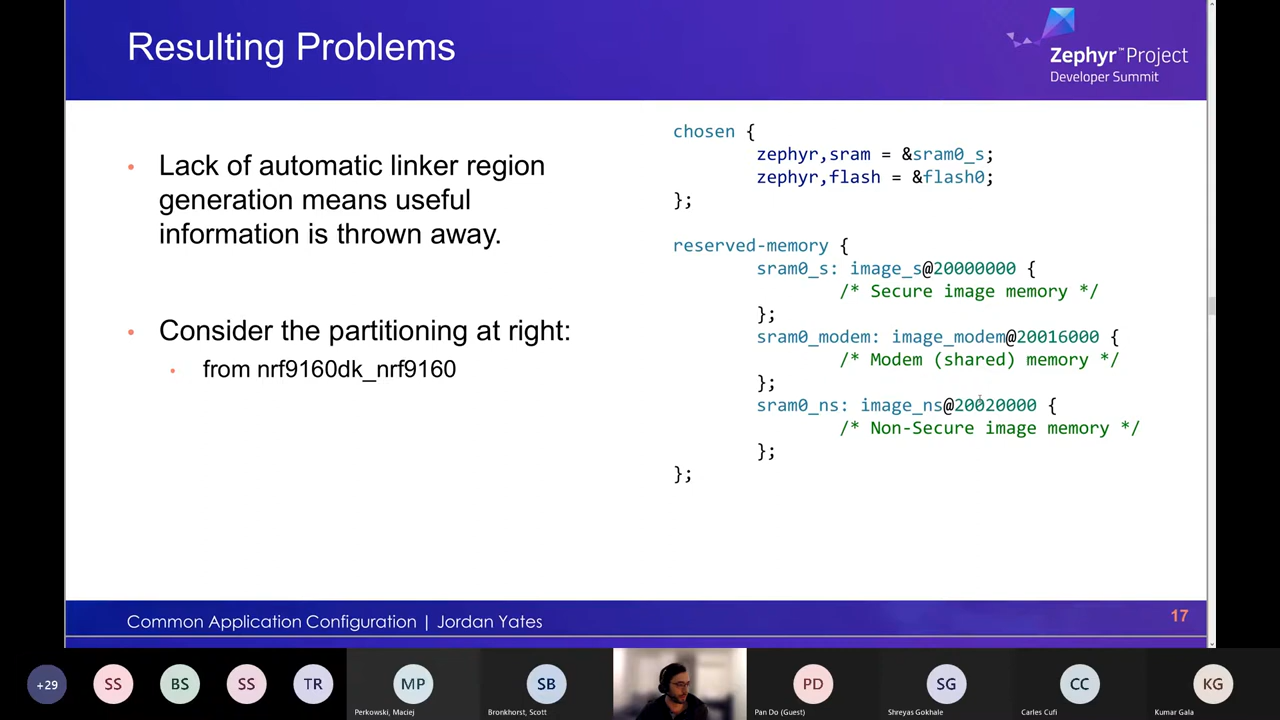 Resulting Problems
Zephyr™Project
Developer Summit
• Lack of automatic linker region
generation means useful
information is thrown away.
• Consider the partitioning at right:
• from nrf9160dk_nrf9160
chosen {
zephyr,sram = &sram0_s;
zephyr,flash = &flash0;
};
reserved-memory {
sram0_s: image_s@20000000 {
/* Secure image memory */
};
sram0_modem: image_modem@20016000 {
/* Modem (shared) memory */
};
sram0_ns: image_ns@20020000 {
/* Non-Secure image memory */
};
};
Common Application Configuration | Jordan Yates
17
+29
SS
BS
SS
TR
MP
Perkowski, Maciej
SB
Bronkhorst, Scott
PD
Pan Do (Guest)
SG
Shreyas Gokhale
CC
Carles Cufi
KG
Kumar Gala